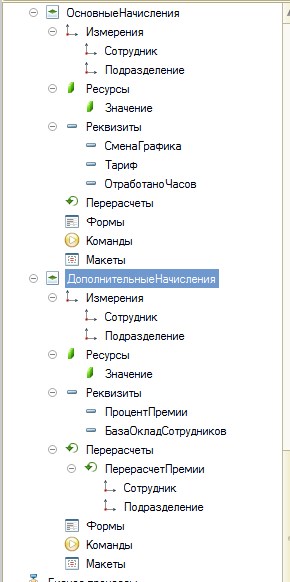 ОсновныеНачисления
Измерения
Сотрудник
Подразделение
Ресурсы
Значение
Реквизиты
СменаГрафика
Тариф
ОтработаноЧасов
Перерасчеты
Формы
Команды
Макеты
ДополнительныеНачисления
Измерения
Сотрудник
Подразделение
Ресурсы
Значение
Реквизиты
ПроцентПремии
БазаОкладСотрудников
Перерасчеты
ПерерасчетПремии
Сотрудник
Подразделение
Формы
Команды
Макеты